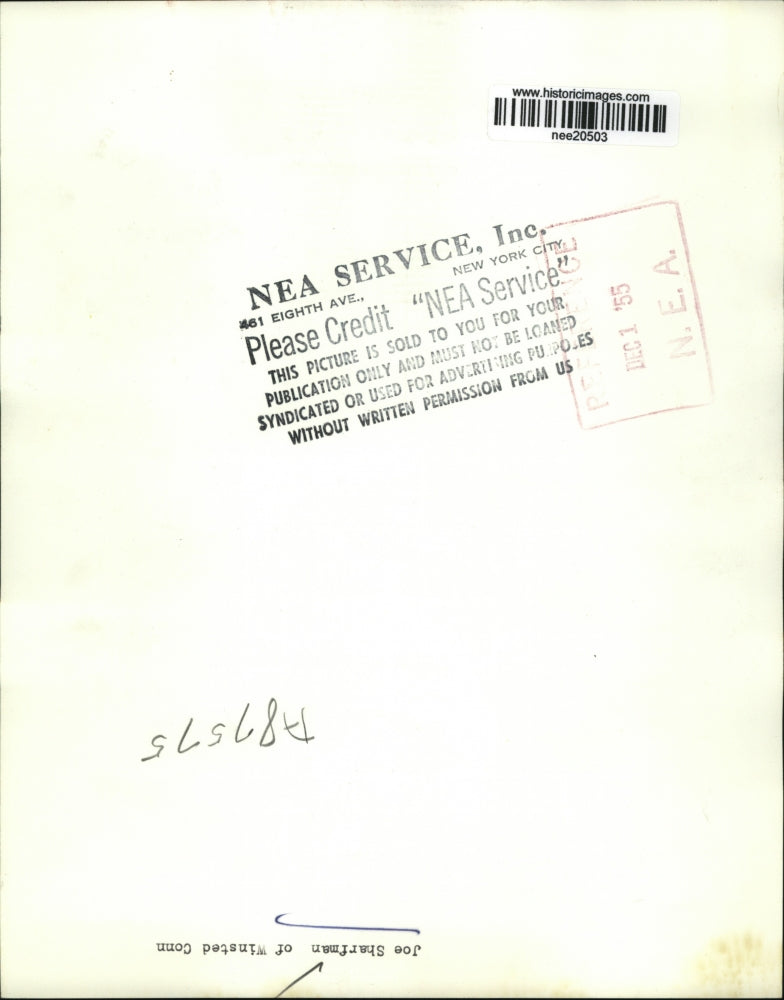 www.historicimages.com
nee20503
NEA SERVICE, Inc.
461 EIGHTH AVE., NEW YORK CITY
Please Credit "NEA Service"
THIS PICTURE IS SOLD TO YOU FOR YOUR
PUBLICATION ONLY AND MUST NOT BE LOANED
SYNDICATED OR USED FOR ADVERTISING PURPOSES
WITHOUT WRITTEN PERMISSION FROM US
REFERENCE
DEC 1 '55
N. E. A.
A87575
Joe Sharfman of Winsted Conn